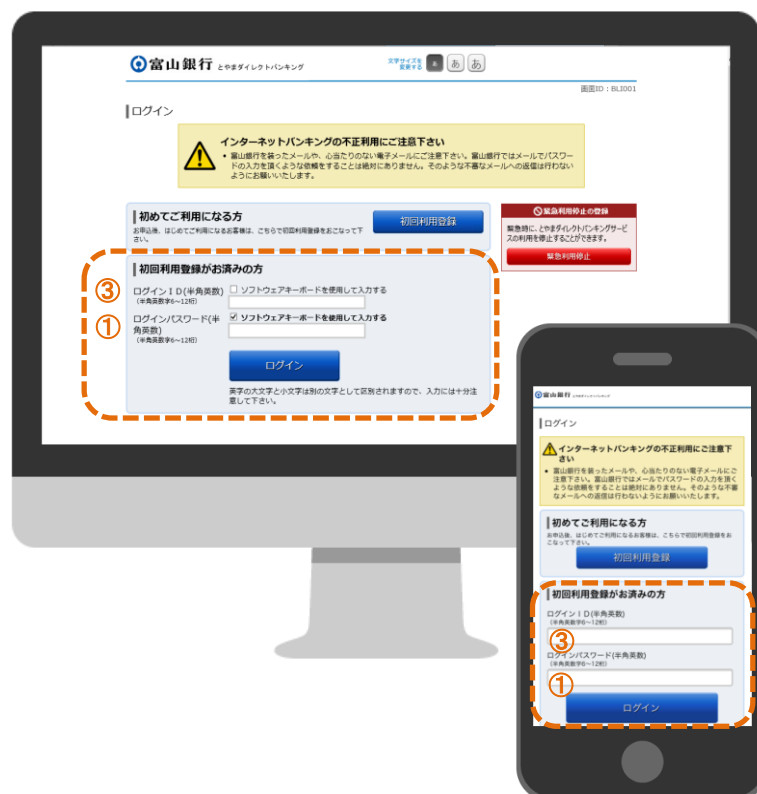 富山銀行 とやまダイレクトバンキング
文字サイズを
変更する
あ あ あ
画面ID：BLI001
ログイン
インターネットバンキングの不正利用にご注意下さい
• 富山銀行を装ったメールや、心当たりのない電子メールにご注意下さい。富山銀行ではメールでパスワー
ドの入力を頂くような依頼をすることは絶対にありません。そのような不審なメールへの返信は行わない
ようにお願いいたします。
初めてご利用になる方
お申込後、はじめてご利用になるお客様は、こちらで初回利用登録をおこなって下
さい。
初回利用登録
緊急利用停止の登録
緊急時に、とやまダイレクトバンキングサービ
スの利用を停止することができます。
緊急利用停止
初回利用登録がお済みの方
③
ログインＩＤ(半角英数)
(半角英数字6～12桁)
ソフトウェアキーボードを使用して入力する
①
ログインパスワード(半
角英数)
(半角英数字6～12桁)
ソフトウェアキーボードを使用して入力する
ログイン
英字の大文字と小文字は別の文字として区別されますので、入力には十分注
意して下さい。
富山銀行 とやまダイレクトバンキング
ログイン
インターネットバンキングの不正利用にご注意下
さい
• 富山銀行を装ったメールや、心当たりのない電子メールにご
注意下さい。富山銀行ではメールでパスワードの入力を頂く
ような依頼をすることは絶対にありません。そのような不審
なメールへの返信は行わないようにお願いいたします。
初めてご利用になる方
お申込後、はじめてご利用になるお客様は、こちらで初回利用登録をお
こなって下さい。
初回利用登録
初回利用登録がお済みの方
ログインＩＤ(半角英数)
(半角英数字6～12桁)
③
ログインパスワード(半角英数)
(半角英数字6～12桁)
①
ログイン